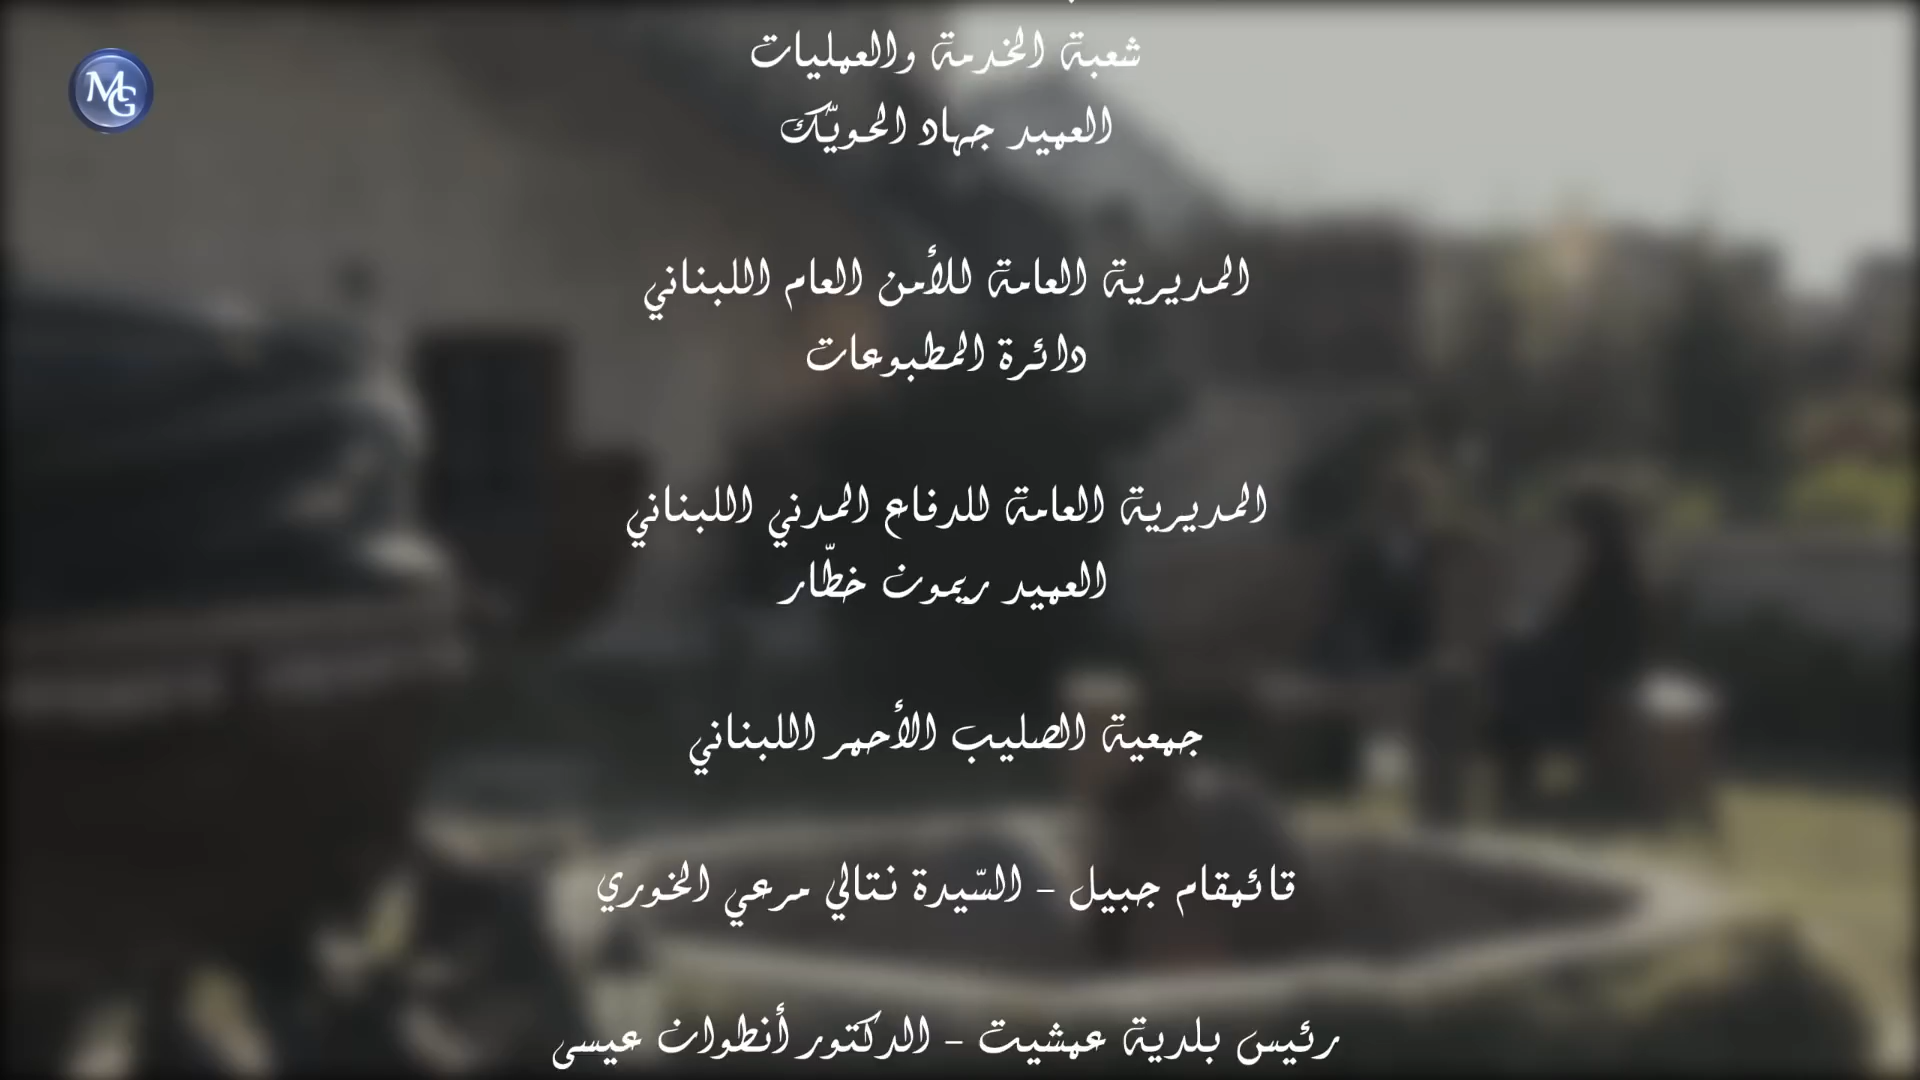 MG
شعبة الخدمة والعمليات
العميد جهاد الحويّك
المديرية العامة للأمن العام اللبناني
دائرة المطبوعات
المديرية العامة للدفاع المدني اللبناني
العميد ريمون خطّار
جمعية الصليب الأحمر اللبناني
قائمقام جبيل – السّيدة نتالي مرعي الخوري
رئيس بلدية عمشيت – الدكتور أنطوان عيسى